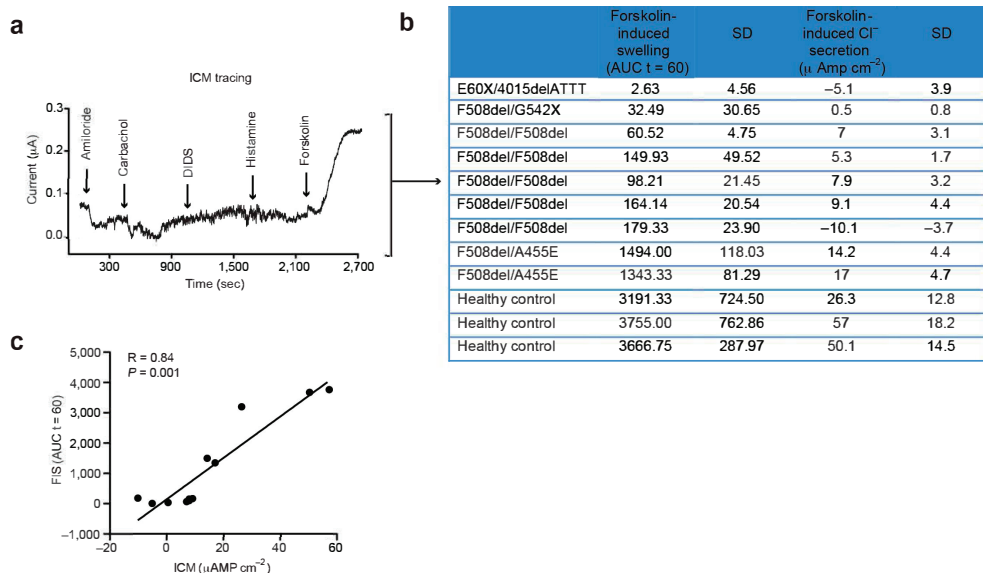 a
ICM tracing
Current (μA)
0.3
0.2
0.1
0.0
Amiloride
Carbachol
DIDS
Histamine
Forskolin
300 900 1,500 2,100 2,700
Time (sec)
b
Forskolin-induced swelling (AUC t = 60) SD Forskolin-induced Cl⁻ secretion (μ Amp cm⁻²) SD
E60X/4015delATTT 2.63 4.56 –5.1 3.9
F508del/G542X 32.49 30.65 0.5 0.8
F508del/F508del 60.52 4.75 7 3.1
F508del/F508del 149.93 49.52 5.3 1.7
F508del/F508del 98.21 21.45 7.9 3.2
F508del/F508del 164.14 20.54 9.1 4.4
F508del/F508del 179.33 23.90 –10.1 –3.7
F508del/A455E 1494.00 118.03 14.2 4.4
F508del/A455E 1343.33 81.29 17 4.7
Healthy control 3191.33 724.50 26.3 12.8
Healthy control 3755.00 762.86 57 18.2
Healthy control 3666.75 287.97 50.1 14.5
c
R = 0.84
P = 0.001
FIS (AUC t = 60)
5,000
4,000
3,000
2,000
1,000
0
–1,000
–20 0 20 40 60
ICM (μAMP cm⁻²)